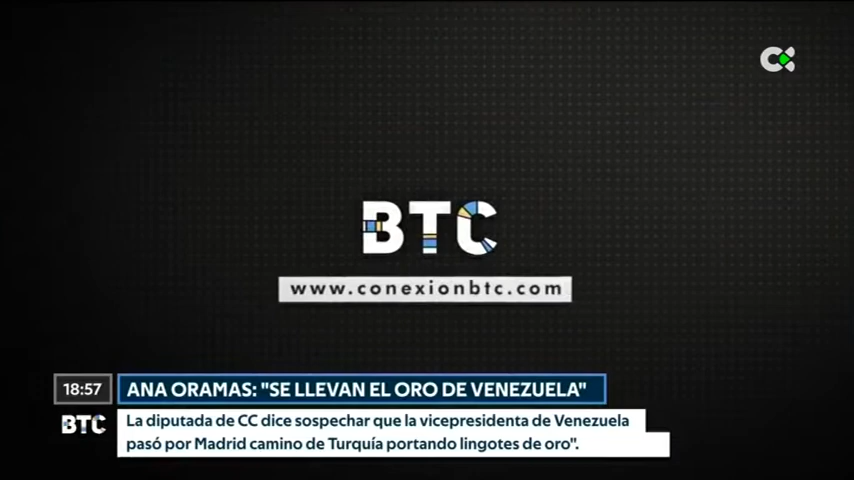 BTC
www.conexionbtc.com
18:57 ANA ORAMAS: "SE LLEVAN EL ORO DE VENEZUELA"
BTC La diputada de CC dice sospechar que la vicepresidenta de Venezuela
pasó por Madrid camino de Turquía portando lingotes de oro".